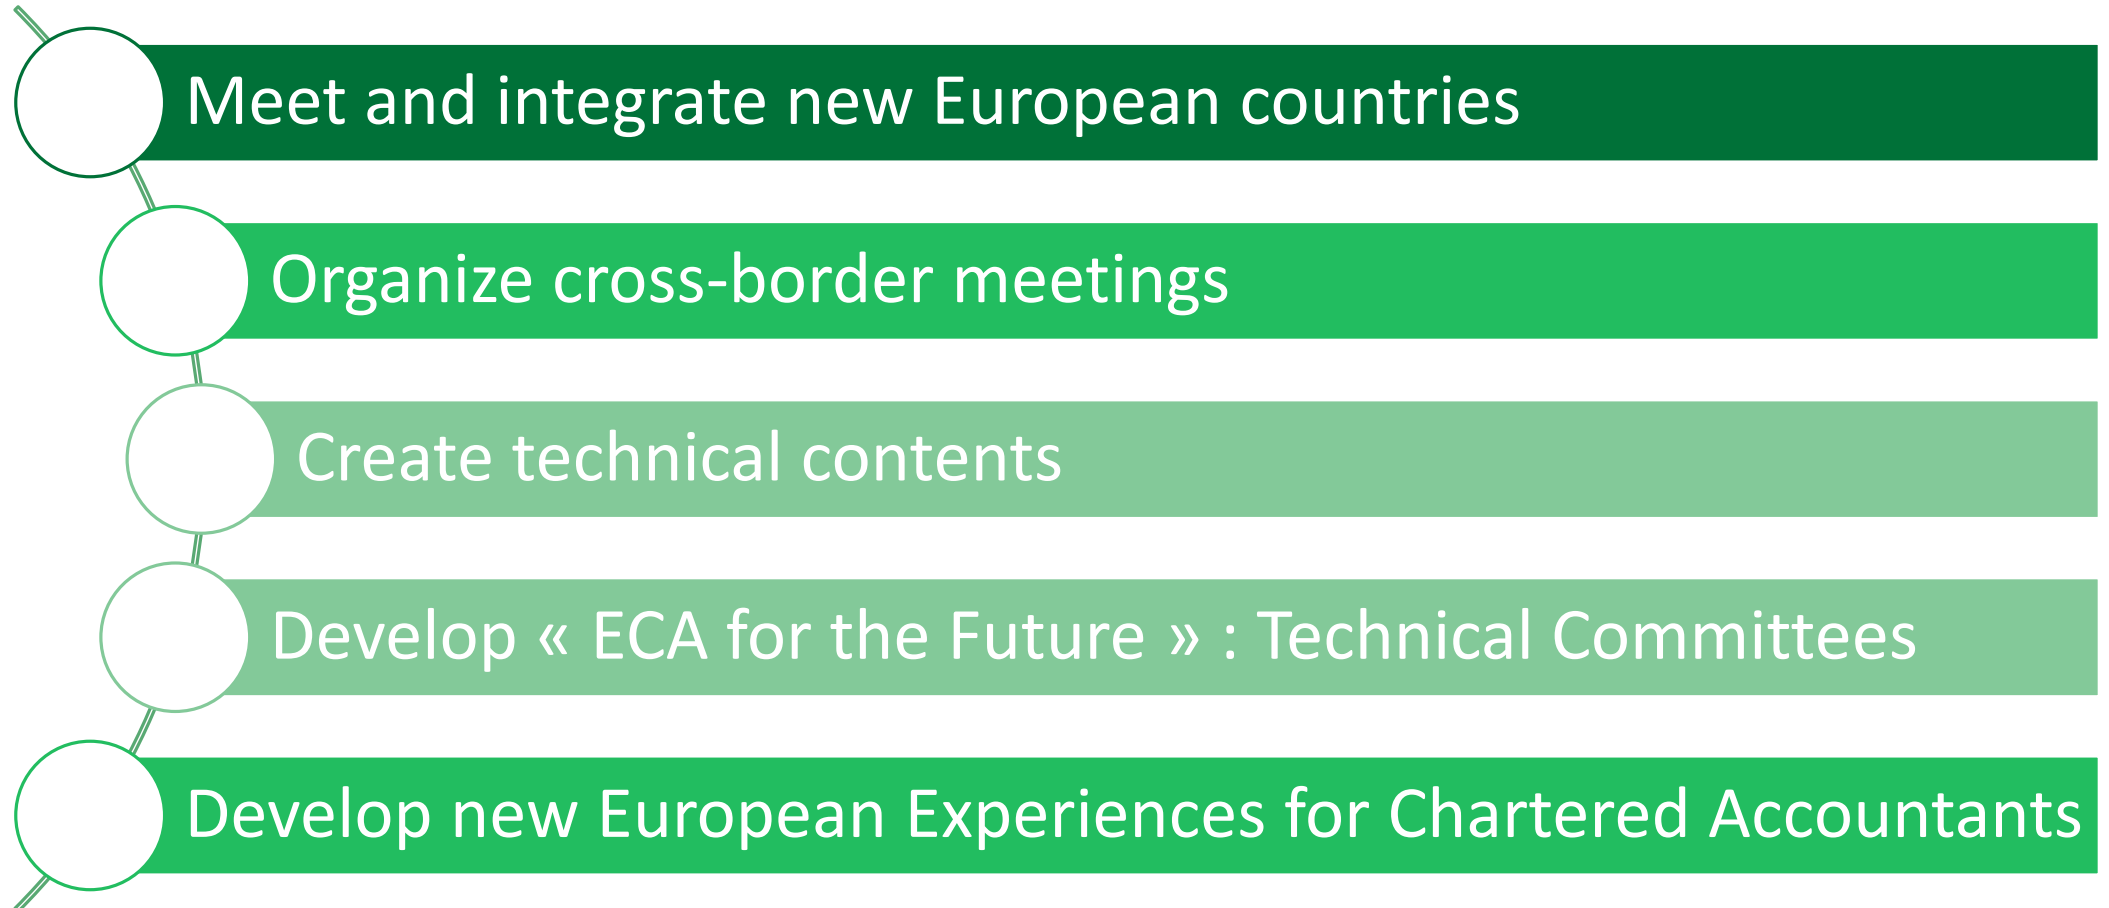 Meet and integrate new European countries
Organize cross-border meetings
Create technical contents
Develop « ECA for the Future » : Technical Committees
Develop new European Experiences for Chartered Accountants